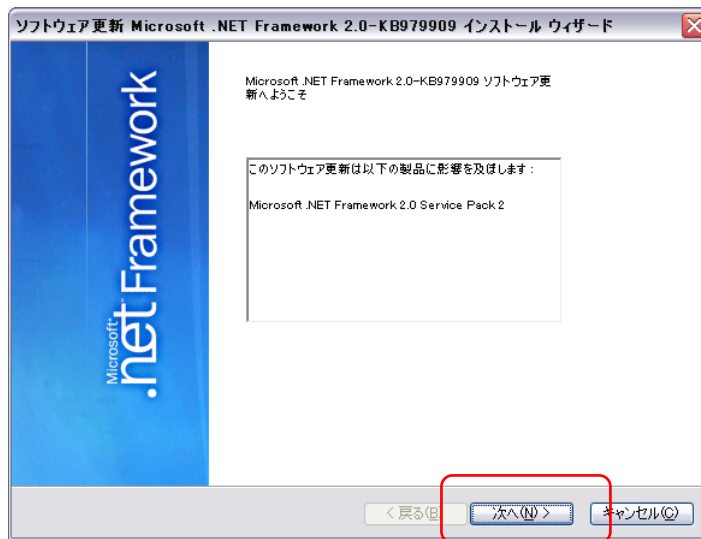 ソフトウェア更新 Microsoft .NET Framework 2.0-KB979909 インストール ウィザード
Microsoft .NET Framework 2.0-KB979909 ソフトウェア更
新へようこそ
このソフトウェア更新は以下の製品に影響を及ぼします :
Microsoft .NET Framework 2.0 Service Pack 2
Microsoft
.net Framework
< 戻る(B
次へ(N) >
キャンセル(C)